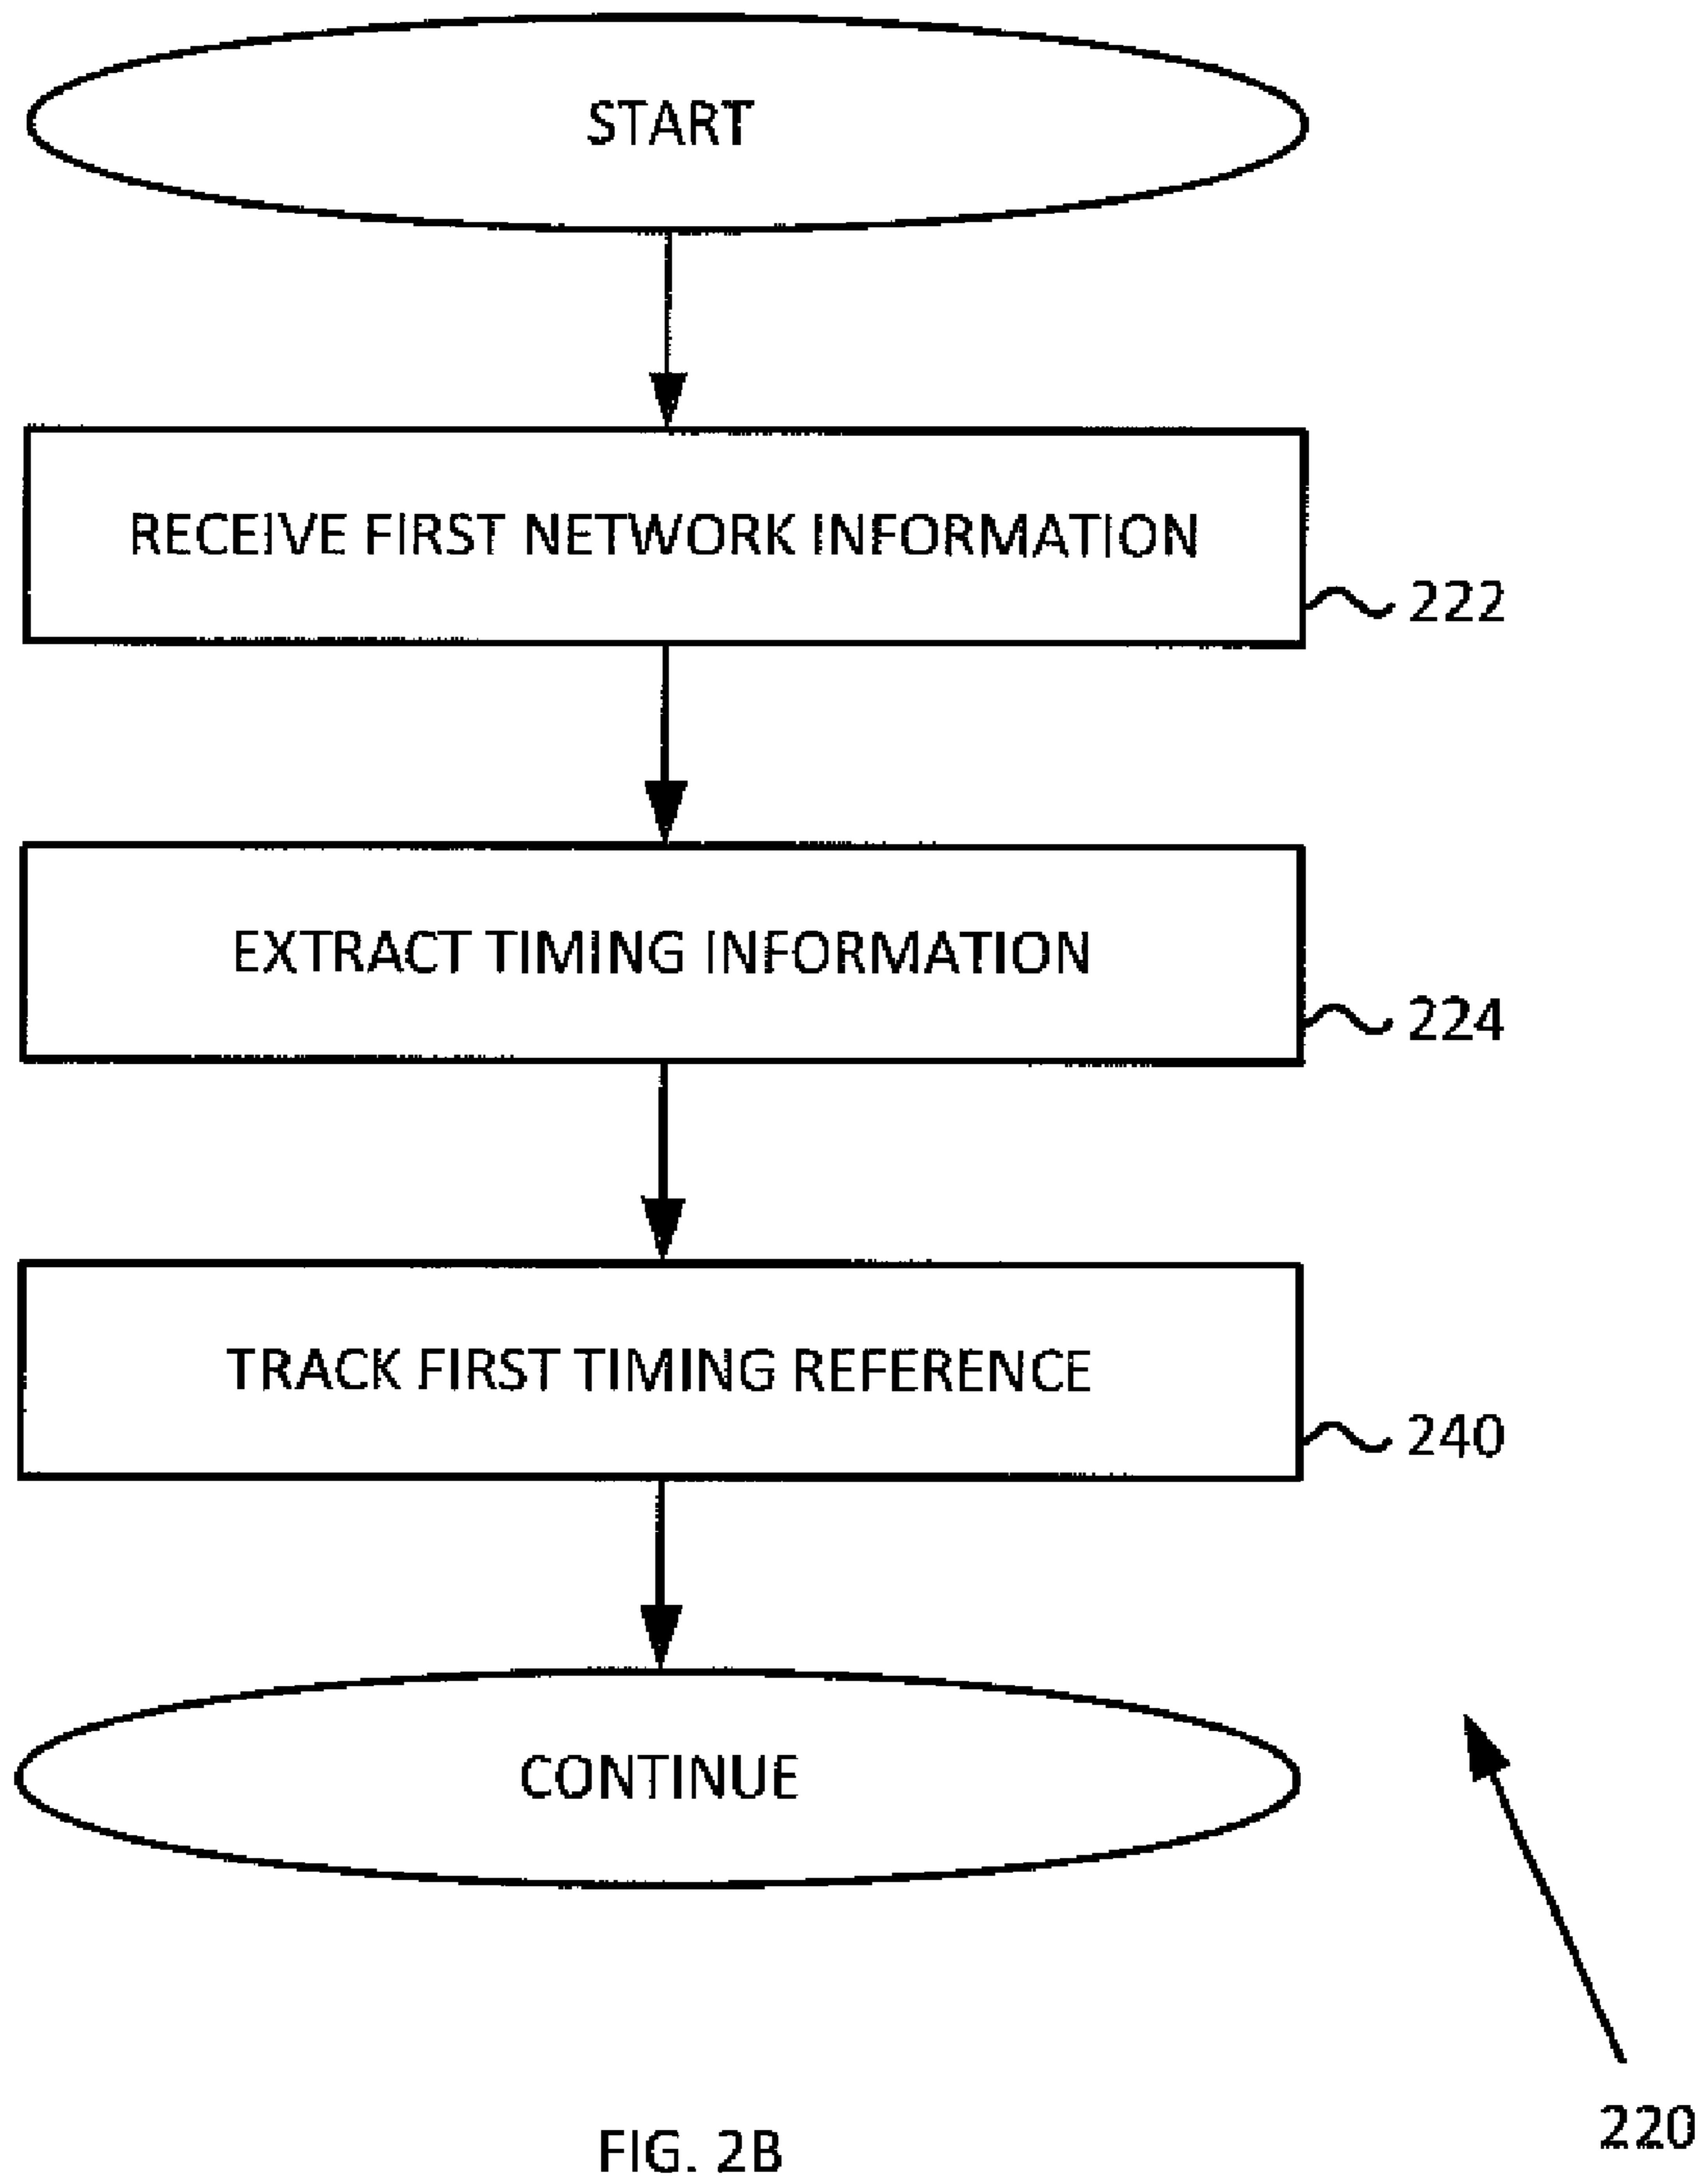 START
RECEIVE FIRST NETWORK INFORMATION
222
EXTRACT TIMING INFORMATION
224
TRACK FIRST TIMING REFERENCE
240
CONTINUE
220
FIG. 2B